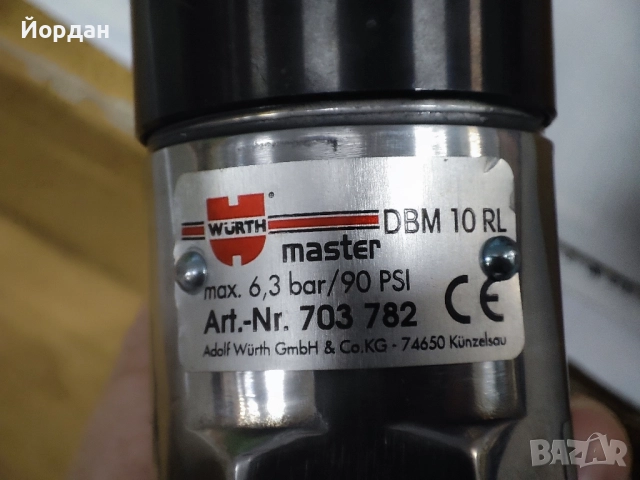 Йордан
WÜRTH
DBM 10 RL
master
max. 6,3 bar/90 PSI
CE
Art.-Nr. 703 782
Adolf Würth GmbH & Co.KG - 74650 Künzelsau
BAZAR